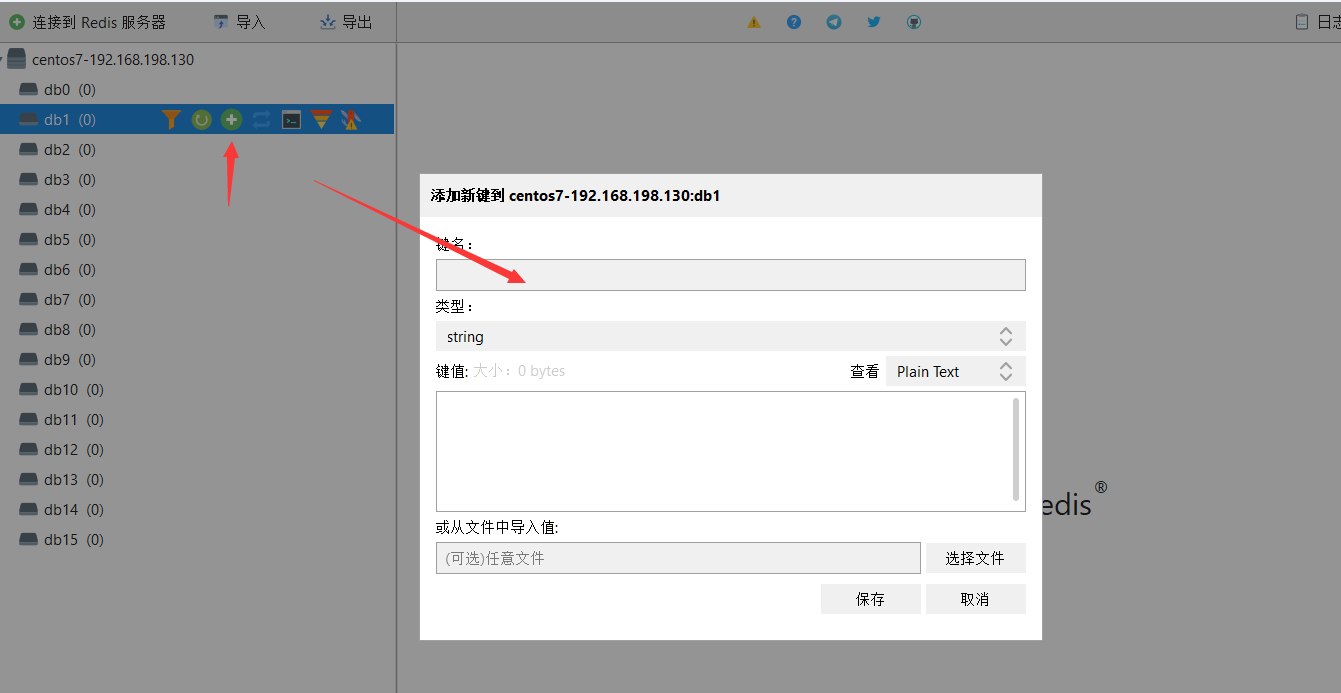 连接到 Redis 服务器 导入 导出 日志
centos7-192.168.198.130
db0 (0)
db1 (0)
db2 (0)
db3 (0)
db4 (0)
db5 (0)
db6 (0)
db7 (0)
db8 (0)
db9 (0)
db10 (0)
db11 (0)
db12 (0)
db13 (0)
db14 (0)
db15 (0)
添加新键到 centos7-192.168.198.130:db1
键名：
类型：
string
键值: 大小：0 bytes 查看 Plain Text
或从文件中导入值:
(可选)任意文件 选择文件
保存 取消
edis®